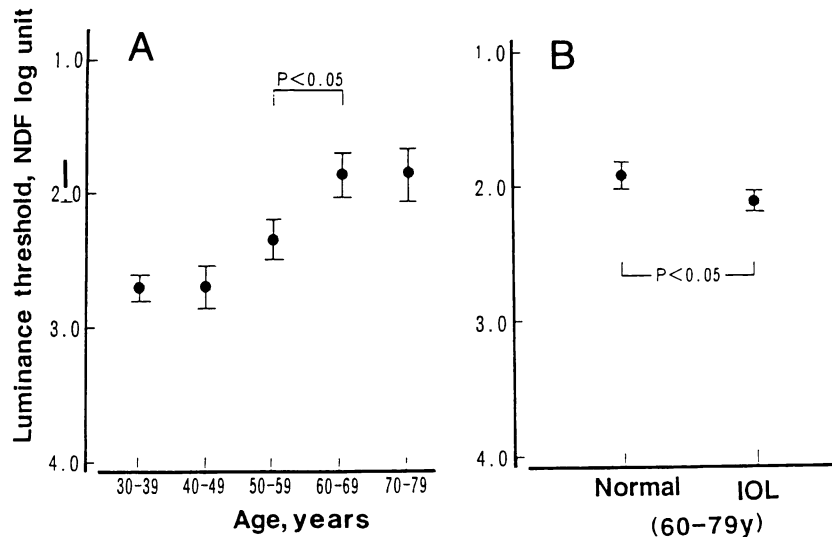 Luminance threshold, NDF log unit
A
1.0
2.0
3.0
4.0
P<0.05
30-39 40-49 50-59 60-69 70-79
Age, years
B
1.0
2.0
3.0
4.0
P<0.05
Normal IOL
(60-79y)